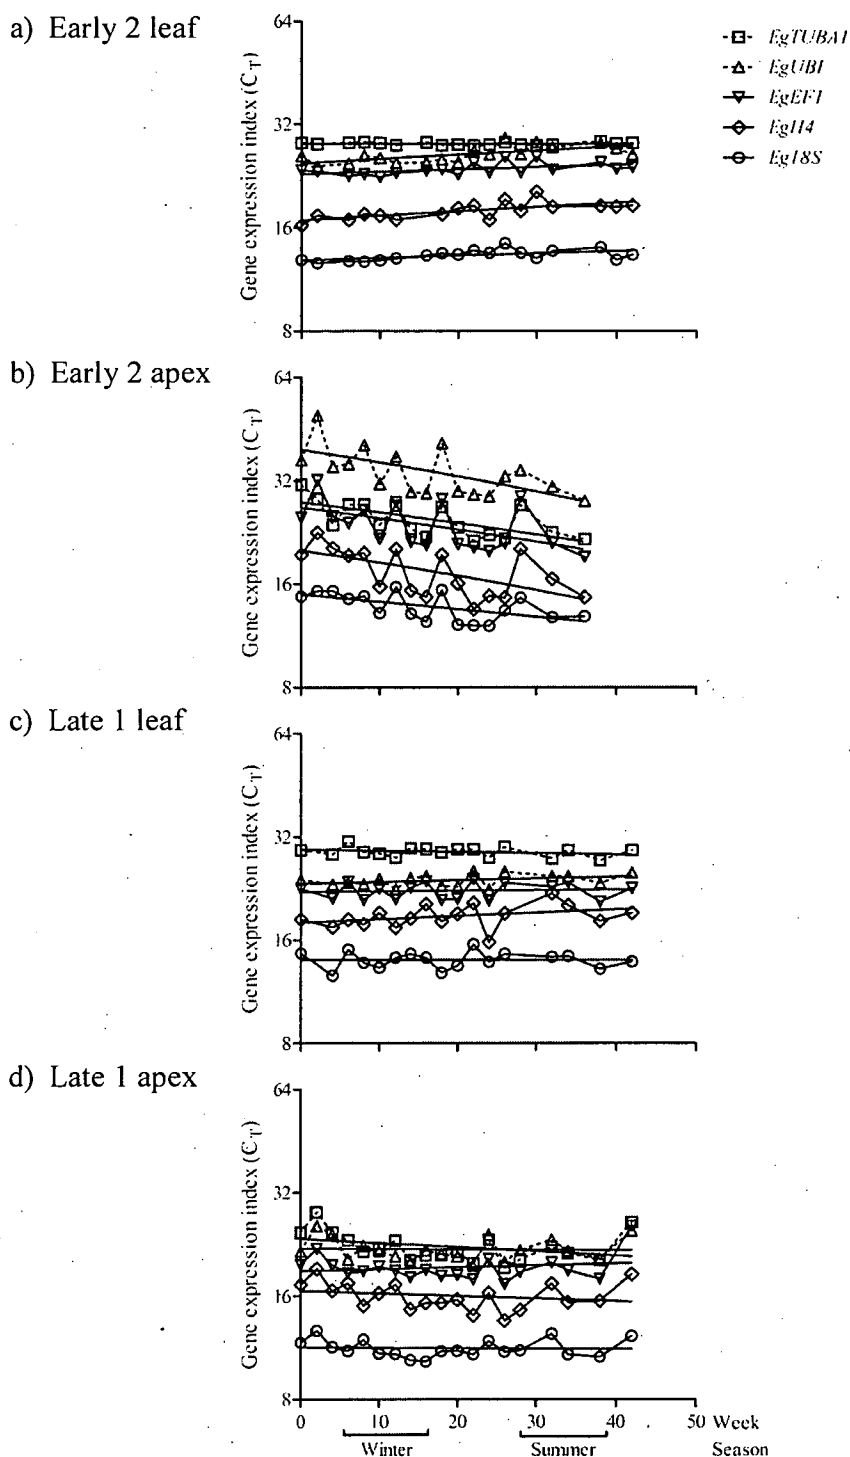 a) Early 2 leaf
64
32
16
8
Gene expression index (CT)
EgTUBA1
EgUBI
EgEF1
EgH4
Eg18S
b) Early 2 apex
64
32
16
8
Gene expression index (CT)
c) Late 1 leaf
64
32
16
8
Gene expression index (CT)
d) Late 1 apex
64
32
16
8
Gene expression index (CT)
0 10 20 30 40 50 Week
Winter Summer Season